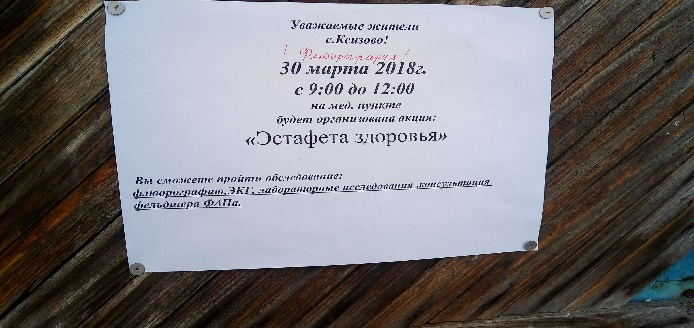 Уважаемые жители
с.Ксизово!
! Флюорография!
30 марта 2018г.
с 9:00 до 12:00
на мед. пункте
будет организована акция:
«Эстафета здоровья»
Вы сможете пройти обследование:
флюорографию, ЭКГ, лабораторные исследования ,консультация
фельдшера ФАПа.